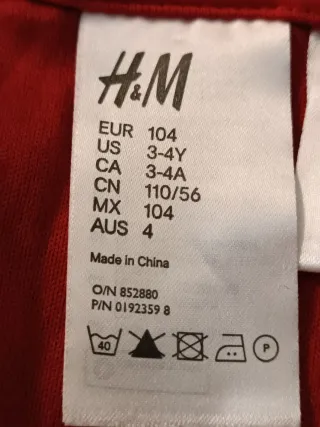 H&M
EUR 104
US 3-4Y
CA 3-4A
CN 110/56
MX 104
AUS 4
Made in China
O/N 852880
P/N 0192359 8
40
P